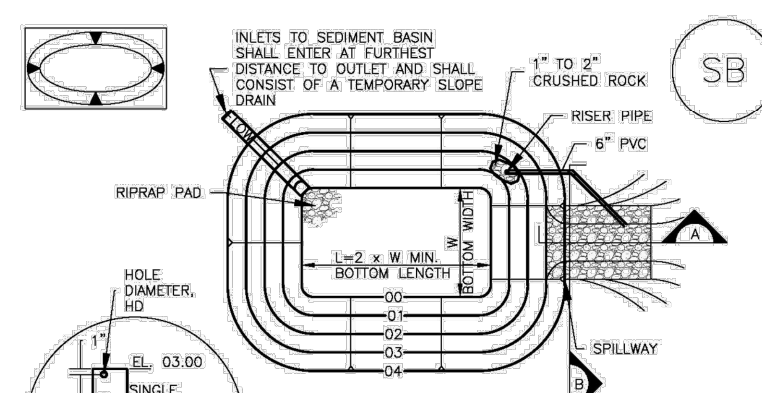 INLETS TO SEDIMENT BASIN
SHALL ENTER AT FURTHEST
DISTANCE TO OUTLET AND SHALL
CONSIST OF A TEMPORARY SLOPE
DRAIN
1" TO 2"
CRUSHED ROCK
SB
RISER PIPE
6" PVC
FLOW
RIPRAP PAD
W
BOTTOM WIDTH
L=2 x W MIN.
BOTTOM LENGTH
A
00
01
02
03
04
HOLE
DIAMETER,
HD
1"
EL. 03.00
SINGLE
SPILLWAY
B